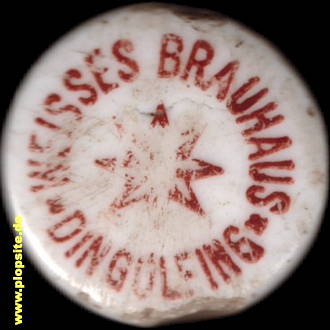 WEISSES BRAUHAUS
* DINGOLFING *
www.plopsite.de